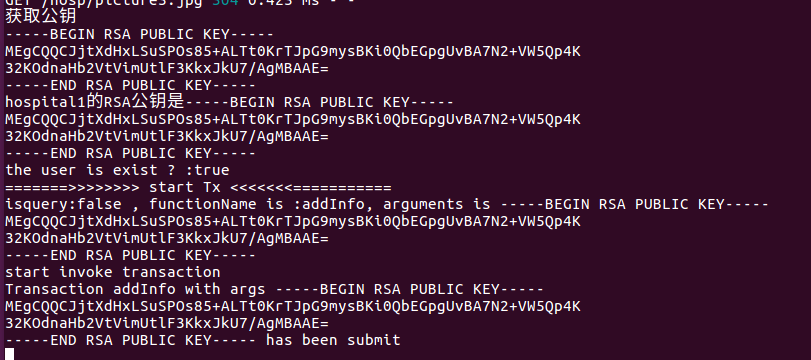 GET /hosp/picture3.jpg 304 0.423 ms - -
获取公钥
-----BEGIN RSA PUBLIC KEY-----
MEgCQQCJjtXdHxLSuSPOs85+ALTt0KrTJpG9mysBKi0QbEGpgUvBA7N2+VW5Qp4K
32KOdnaHb2VtVimUtlF3KkxJkU7/AgMBAAE=
-----END RSA PUBLIC KEY-----
hospital1的RSA公钥是-----BEGIN RSA PUBLIC KEY-----
MEgCQQCJjtXdHxLSuSPOs85+ALTt0KrTJpG9mysBKi0QbEGpgUvBA7N2+VW5Qp4K
32KOdnaHb2VtVimUtlF3KkxJkU7/AgMBAAE=
-----END RSA PUBLIC KEY-----
the user is exist ? :true
=======>>>>>>>> start Tx <<<<<<<===========
isquery:false , functionName is :addInfo, arguments is -----BEGIN RSA PUBLIC KEY-----
MEgCQQCJjtXdHxLSuSPOs85+ALTt0KrTJpG9mysBKi0QbEGpgUvBA7N2+VW5Qp4K
32KOdnaHb2VtVimUtlF3KkxJkU7/AgMBAAE=
-----END RSA PUBLIC KEY-----
start invoke transaction
Transaction addInfo with args -----BEGIN RSA PUBLIC KEY-----
MEgCQQCJjtXdHxLSuSPOs85+ALTt0KrTJpG9mysBKi0QbEGpgUvBA7N2+VW5Qp4K
32KOdnaHb2VtVimUtlF3KkxJkU7/AgMBAAE=
-----END RSA PUBLIC KEY----- has been submit